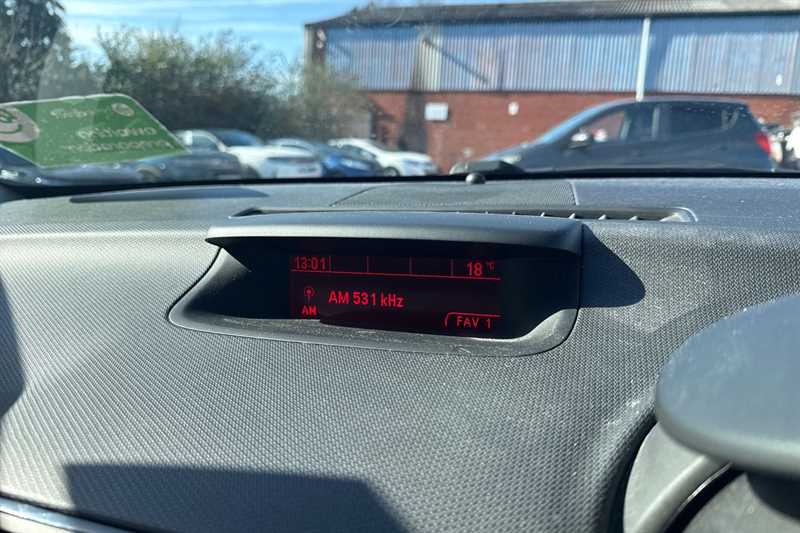 13:01 18 °C
AM 531 kHz
AM
FAV 1